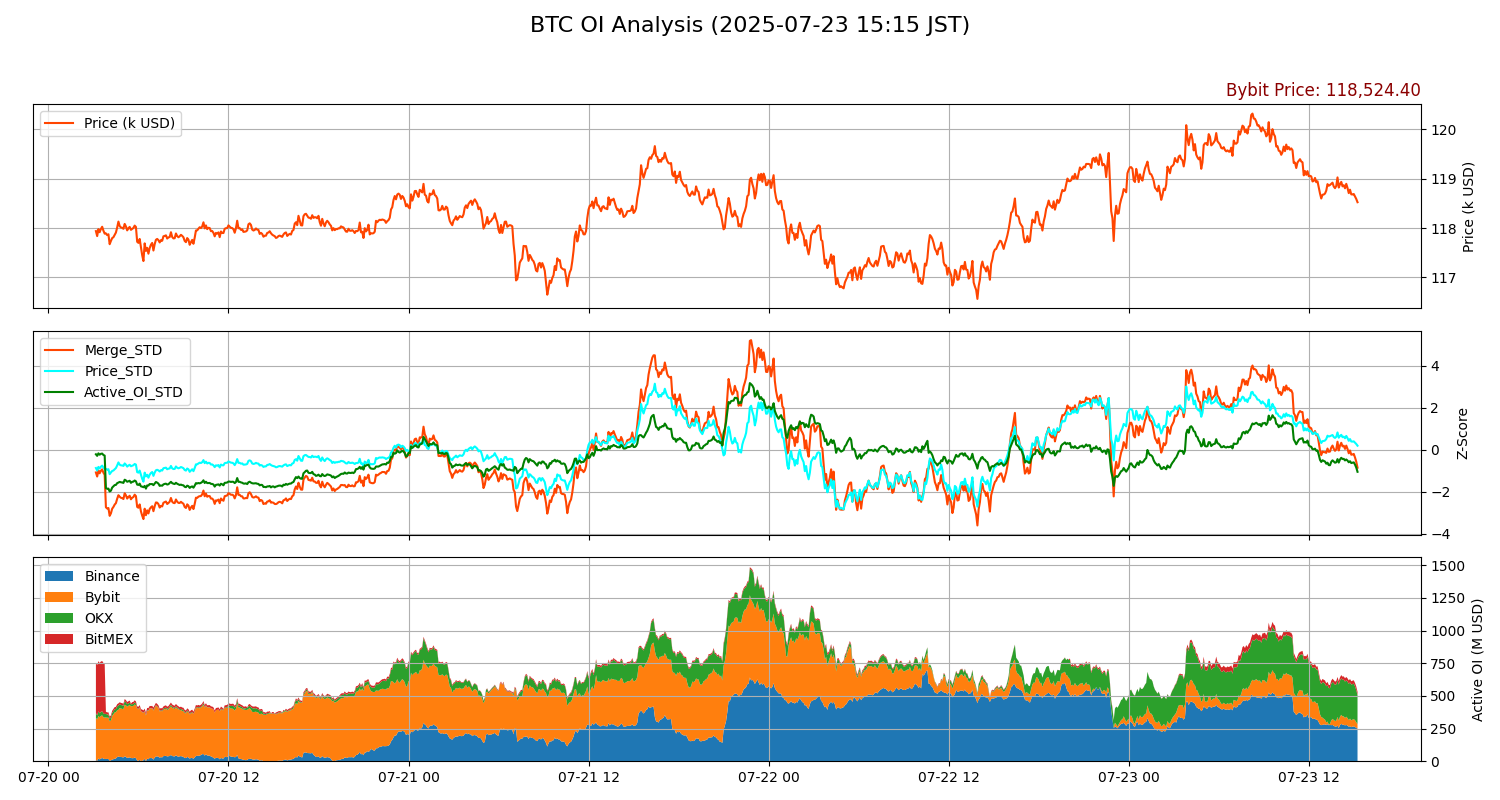 BTC OI Analysis (2025-07-23 15:15 JST)
Bybit Price: 118,524.40
Price (k USD)
120
119
118
117
Price (k USD)
Merge_STD
Price_STD
Active_OI_STD
4
2
0
−2
−4
Z-Score
Binance
Bybit
OKX
BitMEX
1500
1250
1000
750
500
250
0
Active OI (M USD)
07-20 00
07-20 12
07-21 00
07-21 12
07-22 00
07-22 12
07-23 00
07-23 12